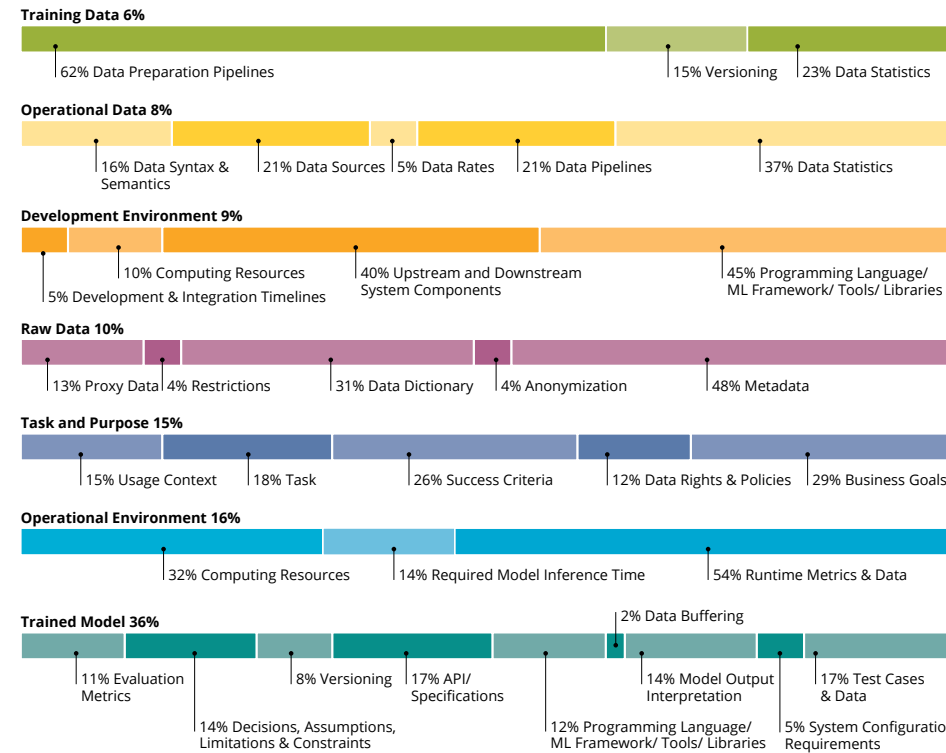 Training Data 6%
62% Data Preparation Pipelines
15% Versioning
23% Data Statistics
Operational Data 8%
16% Data Syntax &
Semantics
21% Data Sources
5% Data Rates
21% Data Pipelines
37% Data Statistics
Development Environment 9%
5% Development & Integration Timelines
10% Computing Resources
40% Upstream and Downstream
System Components
45% Programming Language/
ML Framework/ Tools/ Libraries
Raw Data 10%
13% Proxy Data
4% Restrictions
31% Data Dictionary
4% Anonymization
48% Metadata
Task and Purpose 15%
15% Usage Context
18% Task
26% Success Criteria
12% Data Rights & Policies
29% Business Goals
Operational Environment 16%
32% Computing Resources
14% Required Model Inference Time
54% Runtime Metrics & Data
Trained Model 36%
11% Evaluation
Metrics
14% Decisions, Assumptions,
Limitations & Constraints
8% Versioning
17% API/
Specifications
12% Programming Language/
ML Framework/ Tools/ Libraries
2% Data Buffering
14% Model Output
Interpretation
5% System Configuratio
Requirements
17% Test Cases
& Data